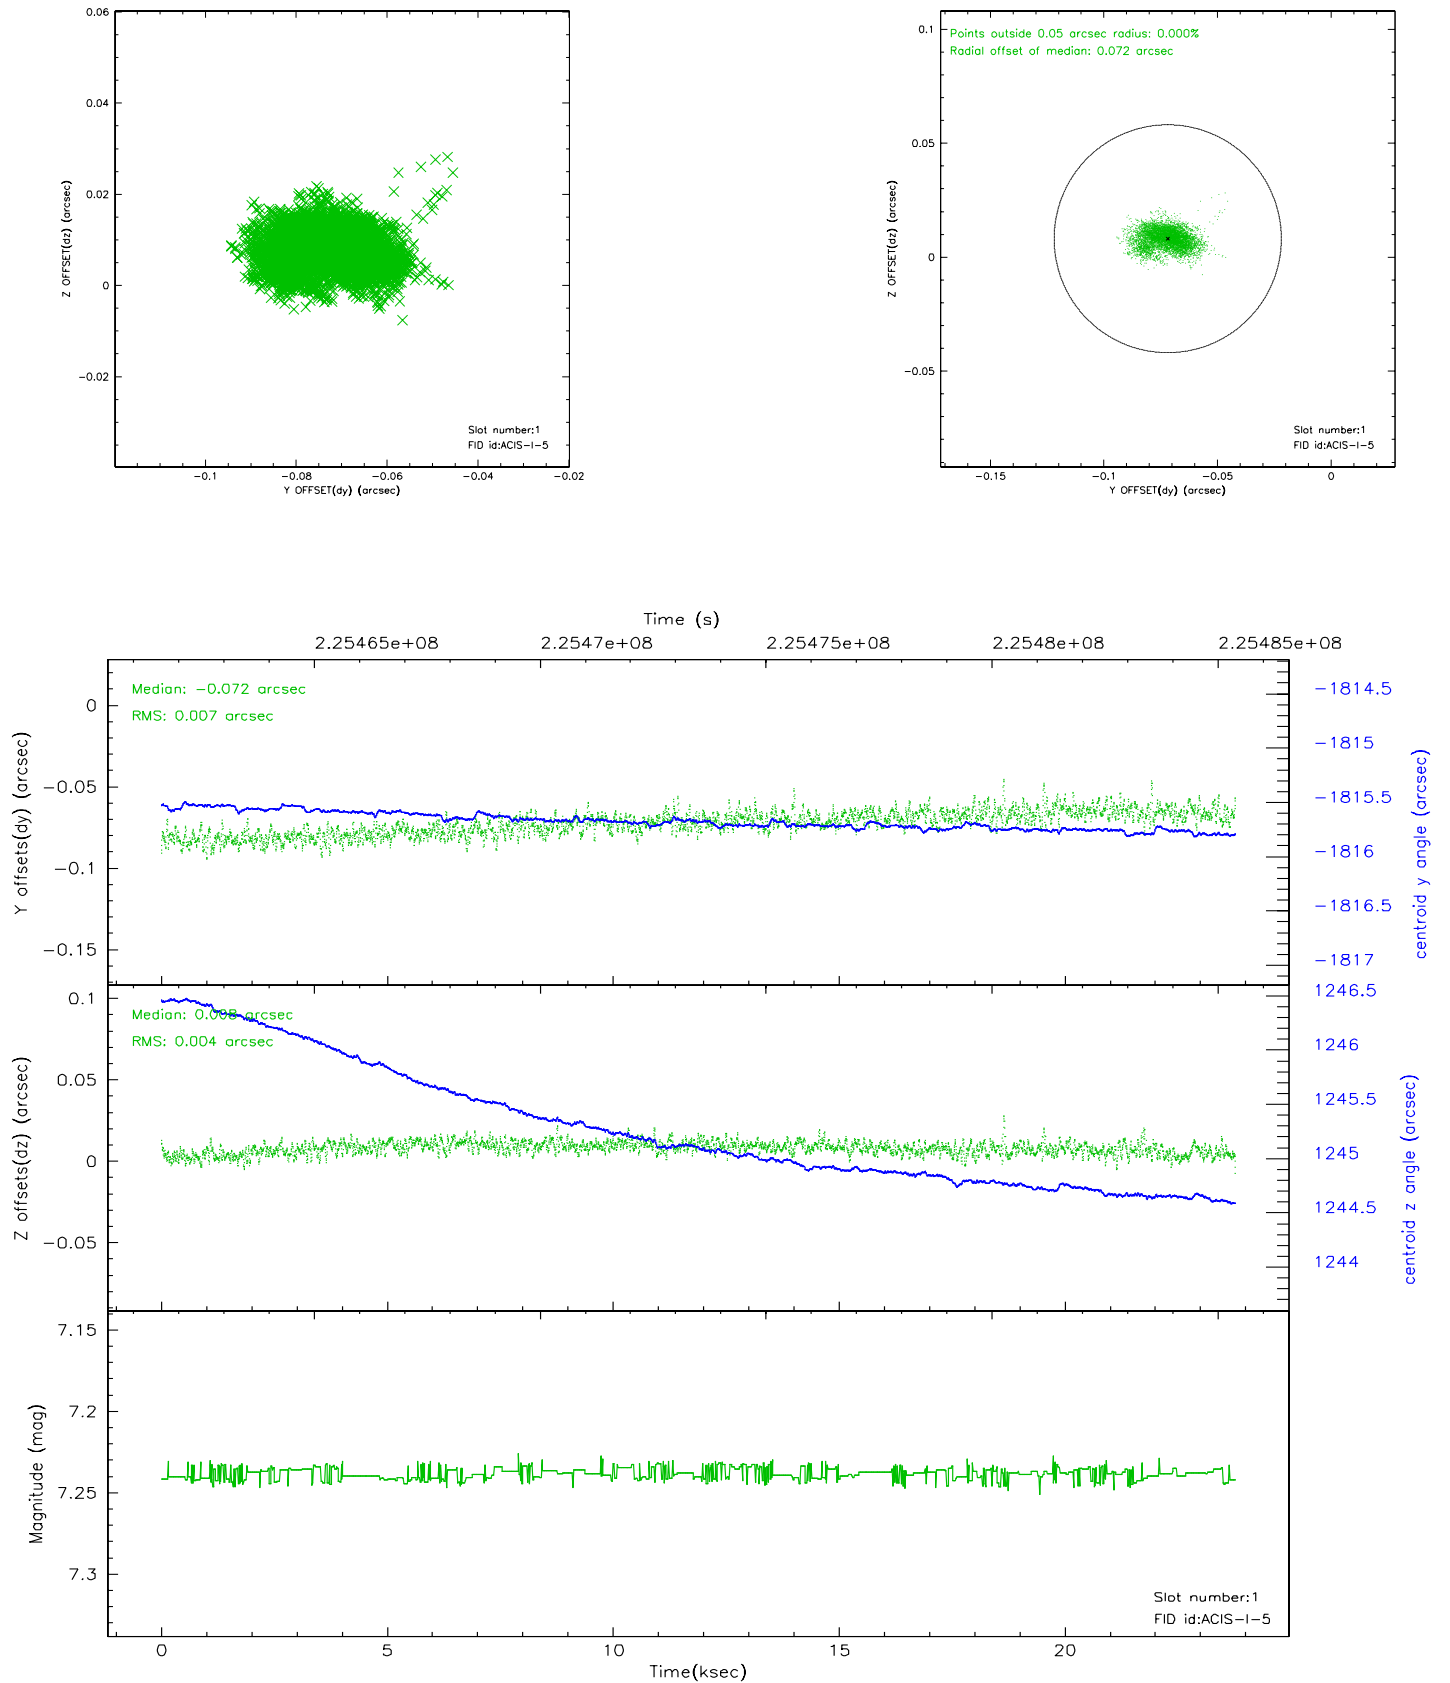 0.06
0.04
0.02
0
−0.02
−0.1
−0.08
−0.06
−0.04
−0.02
Z OFFSET(dz) (arcsec)
Y OFFSET(dy) (arcsec)
Slot number:1
FID id:ACIS−I−5
Points outside 0.05 arcsec radius: 0.000%
Radial offset of median: 0.072 arcsec
0.1
0.05
0
−0.05
−0.15
−0.1
−0.05
0
Z OFFSET(dz) (arcsec)
Y OFFSET(dy) (arcsec)
Slot number:1
FID id:ACIS−I−5
Time (s)
2.25465e+08
2.2547e+08
2.25475e+08
2.2548e+08
2.25485e+08
Median: −0.072 arcsec
RMS: 0.007 arcsec
0
−0.05
−0.1
−0.15
Y offsets(dy) (arcsec)
−1814.5
−1815
−1815.5
−1816
−1816.5
−1817
centroid y angle (arcsec)
Median: 0.008 arcsec
RMS: 0.004 arcsec
0.1
0.05
0
−0.05
Z offsets(dz) (arcsec)
1246.5
1246
1245.5
1245
1244.5
1244
centroid z angle (arcsec)
7.15
7.2
7.25
7.3
Magnitude (mag)
Slot number:1
FID id:ACIS−I−5
0
5
10
15
20
Time(ksec)